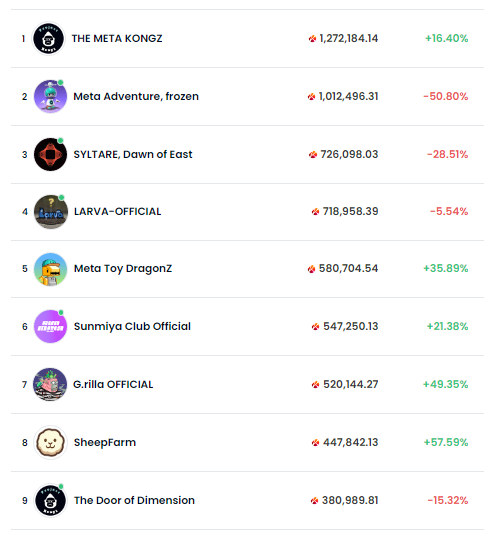 1 THE META KONGZ 1,272,184.14 +16.40%
2 Meta Adventure, frozen 1,012,496.31 -50.80%
3 SYLTARE, Dawn of East 726,098.03 -28.51%
4 LARVA-OFFICIAL 718,958.39 -5.54%
5 Meta Toy DragonZ 580,704.54 +35.89%
6 Sunmiya Club Official 547,250.13 +21.38%
7 G.rilla OFFICIAL 520,144.27 +49.35%
8 SheepFarm 447,842.13 +57.59%
9 The Door of Dimension 380,989.81 -15.32%